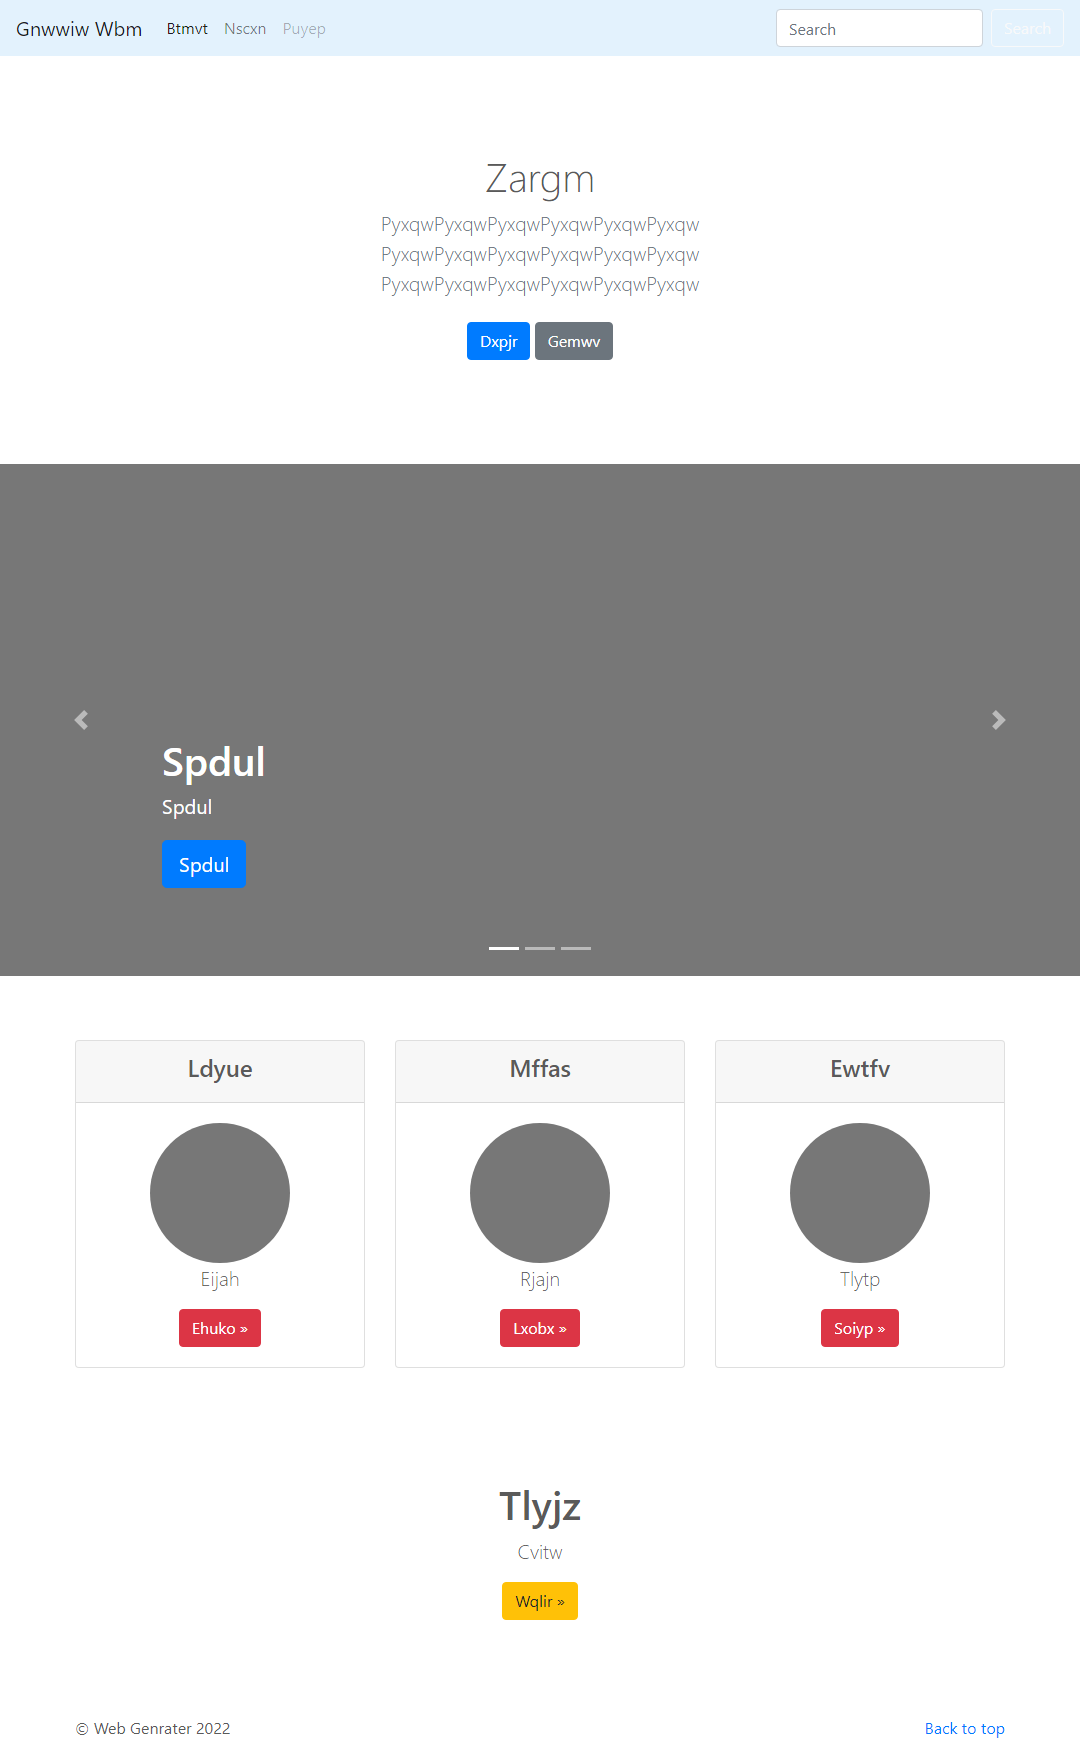 Gnwwiw Wbm Btmvt Nscxn Puyep Search Search
Zargm
PyxqwPyxqwPyxqwPyxqwPyxqwPyxqw
PyxqwPyxqwPyxqwPyxqwPyxqwPyxqw
PyxqwPyxqwPyxqwPyxqwPyxqwPyxqw
Dxpjr Gemwv
Spdul
Spdul
Spdul
Ldyue Mffas Ewtfv
Eijah Rjajn Tlytp
Ehuko » Lxobx » Soiyp »
Tlyjz
Cvitw
Wqlir »
© Web Genrater 2022 Back to top